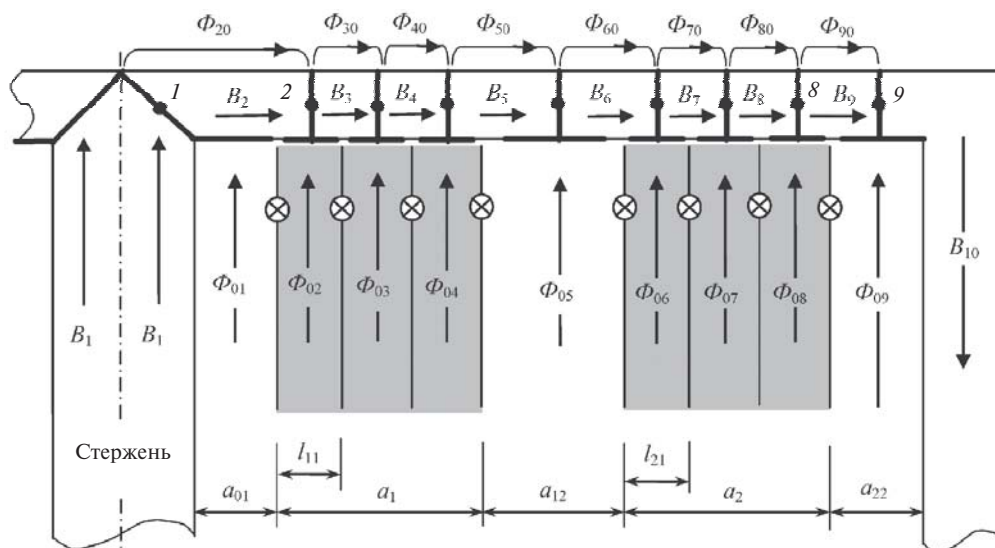 Φ20 Φ30 Φ40 Φ50 Φ60 Φ70 Φ80 Φ90
1 B2 2 B3 B4 B5 B6 B7 B8 8 B9 9
Φ01 Φ02 Φ03 Φ04 Φ05 Φ06 Φ07 Φ08 Φ09 B10
B1 B1
Стержень
l11 l21
a01 a1 a12 a2 a22